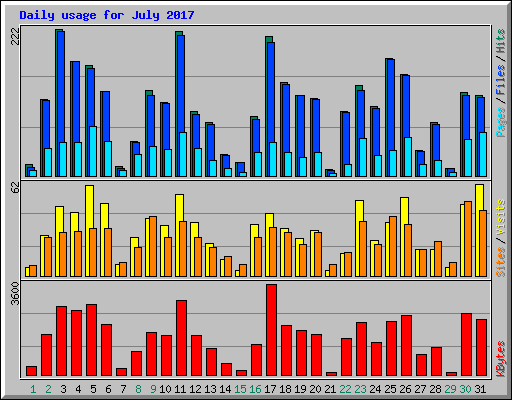 Daily usage for July 2017
222
Pages / Files / Hits
62
Sites / Visits
3600
KBytes
1 2 3 4 5 6 7 8 9 10 11 12 13 14 15 16 17 18 19 20 21 22 23 24 25 26 27 28 29 30 31